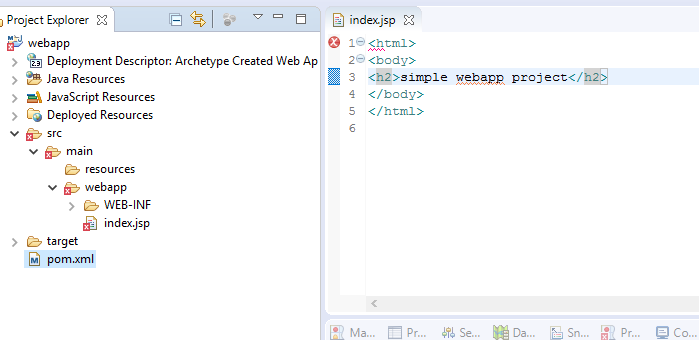 Project Explorer
webapp
Deployment Descriptor: Archetype Created Web Ap
Java Resources
JavaScript Resources
Deployed Resources
src
main
resources
webapp
WEB-INF
index.jsp
target
pom.xml
index.jsp
1 <html>
2 <body>
3 <h2>simple webapp project</h2>
4 </body>
5 </html>
6
Ma... Pr... Se... Da... Sn... Pr... Co...